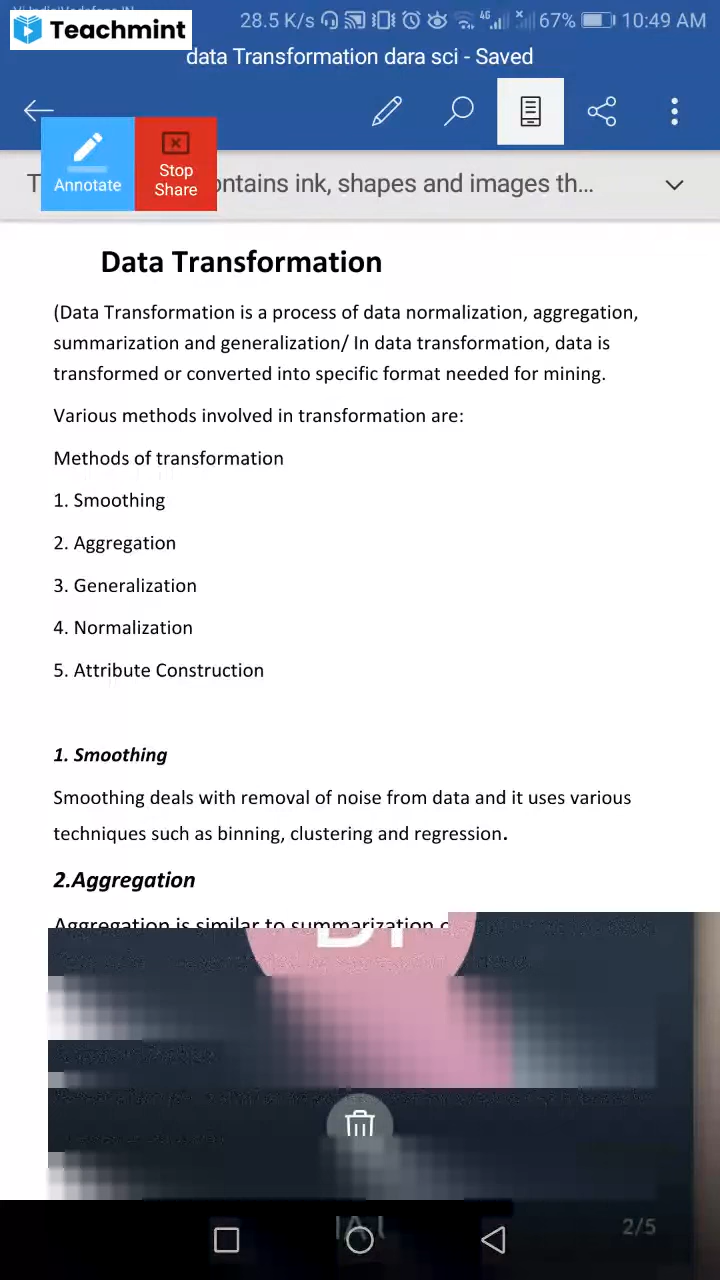 Teachmint
28.5 K/s 4G 67% 10:49 AM
data Transformation dara sci - Saved
Annotate
Stop
Share
ontains ink, shapes and images th...
Data Transformation
(Data Transformation is a process of data normalization, aggregation,
summarization and generalization/ In data transformation, data is
transformed or converted into specific format needed for mining.
Various methods involved in transformation are:
Methods of transformation
1. Smoothing
2. Aggregation
3. Generalization
4. Normalization
5. Attribute Construction
1. Smoothing
Smoothing deals with removal of noise from data and it uses various
techniques such as binning, clustering and regression.
2.Aggregation
Aggregation is similar to summarization
2/5